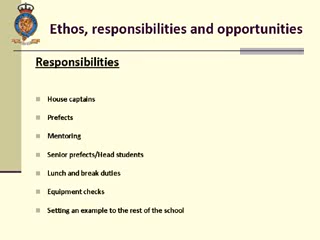 Ethos, responsibilities and opportunities
Responsibilities
House captains
Prefects
Mentoring
Senior prefects/Head students
Lunch and break duties
Equipment checks
Setting an example to the rest of the school